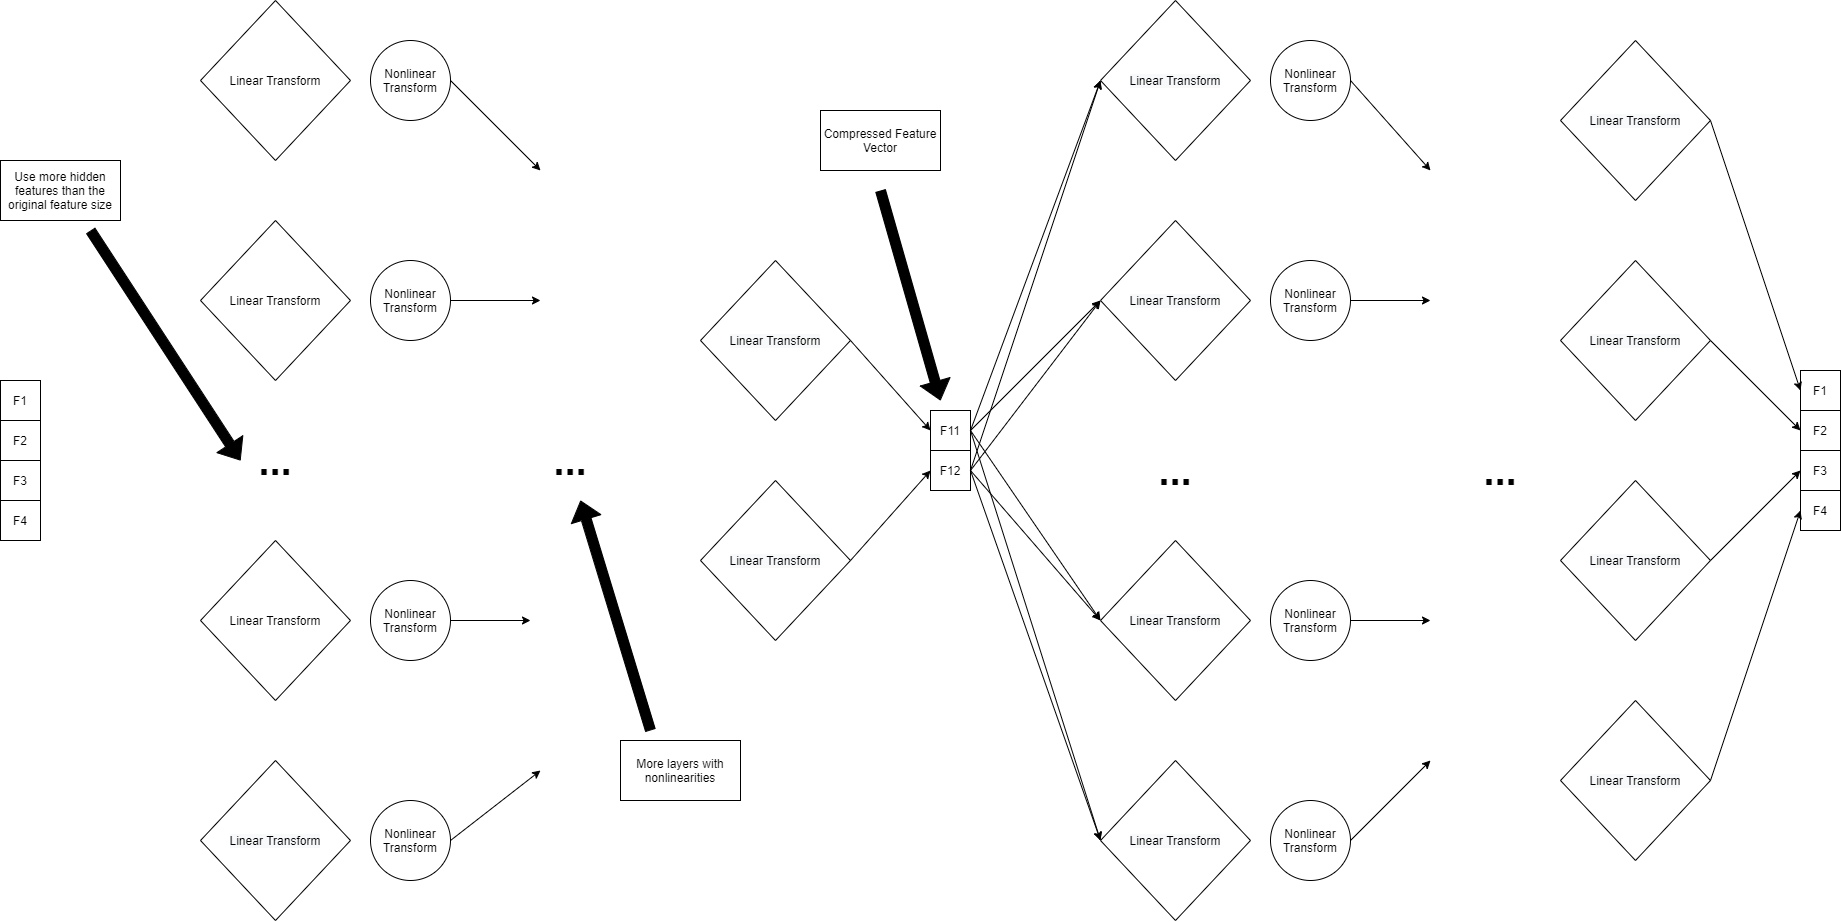 Linear Transform
Nonlinear
Transform
Linear Transform
Nonlinear
Transform
Linear Transform
Compressed Feature
Vector
Use more hidden
features than the
original feature size
Linear Transform
Nonlinear
Transform
Linear Transform
Nonlinear
Transform
Linear Transform
Linear Transform
F1
F2
F3
F4
...
...
F11
F12
...
...
F1
F2
F3
F4
Linear Transform
Linear Transform
Linear Transform
Nonlinear
Transform
Linear Transform
Nonlinear
Transform
More layers with
nonlinearities
Linear Transform
Linear Transform
Nonlinear
Transform
Linear Transform
Nonlinear
Transform